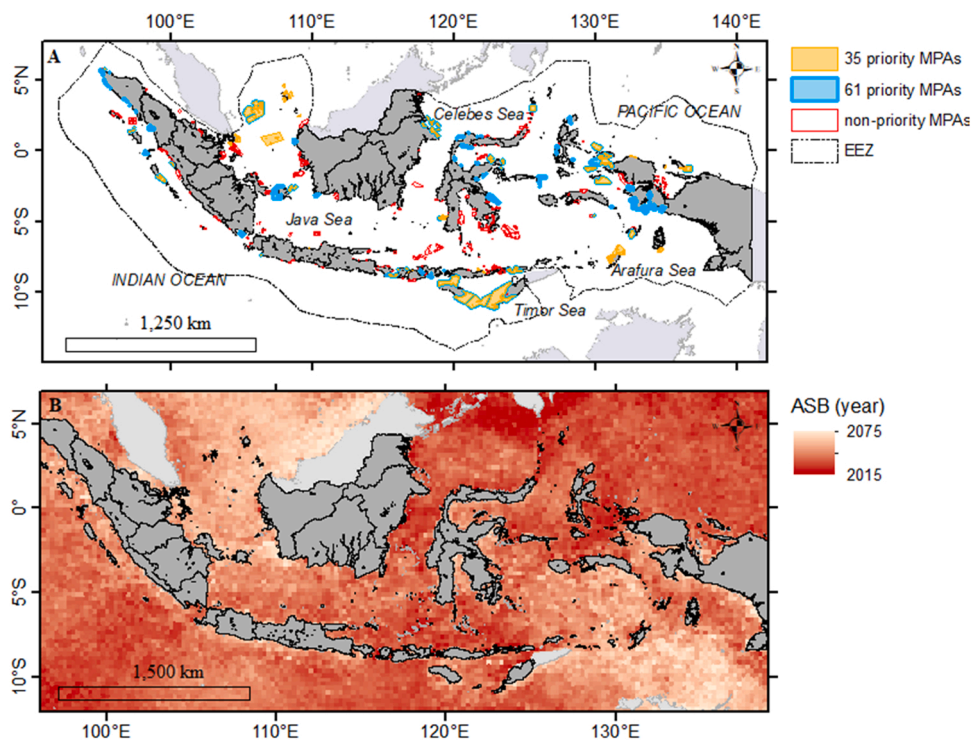 100°E 110°E 120°E 130°E 140°E
A
N
W E
S
5°N
0°
5°S
10°S
Celebes Sea
PACIFIC OCEAN
Java Sea
INDIAN OCEAN
Arafura Sea
Timor Sea
1,250 km
35 priority MPAs
61 priority MPAs
non-priority MPAs
EEZ
B
5°N
0°
5°S
10°S
1,500 km
100°E 110°E 120°E 130°E
ASB (year)
2075
2015